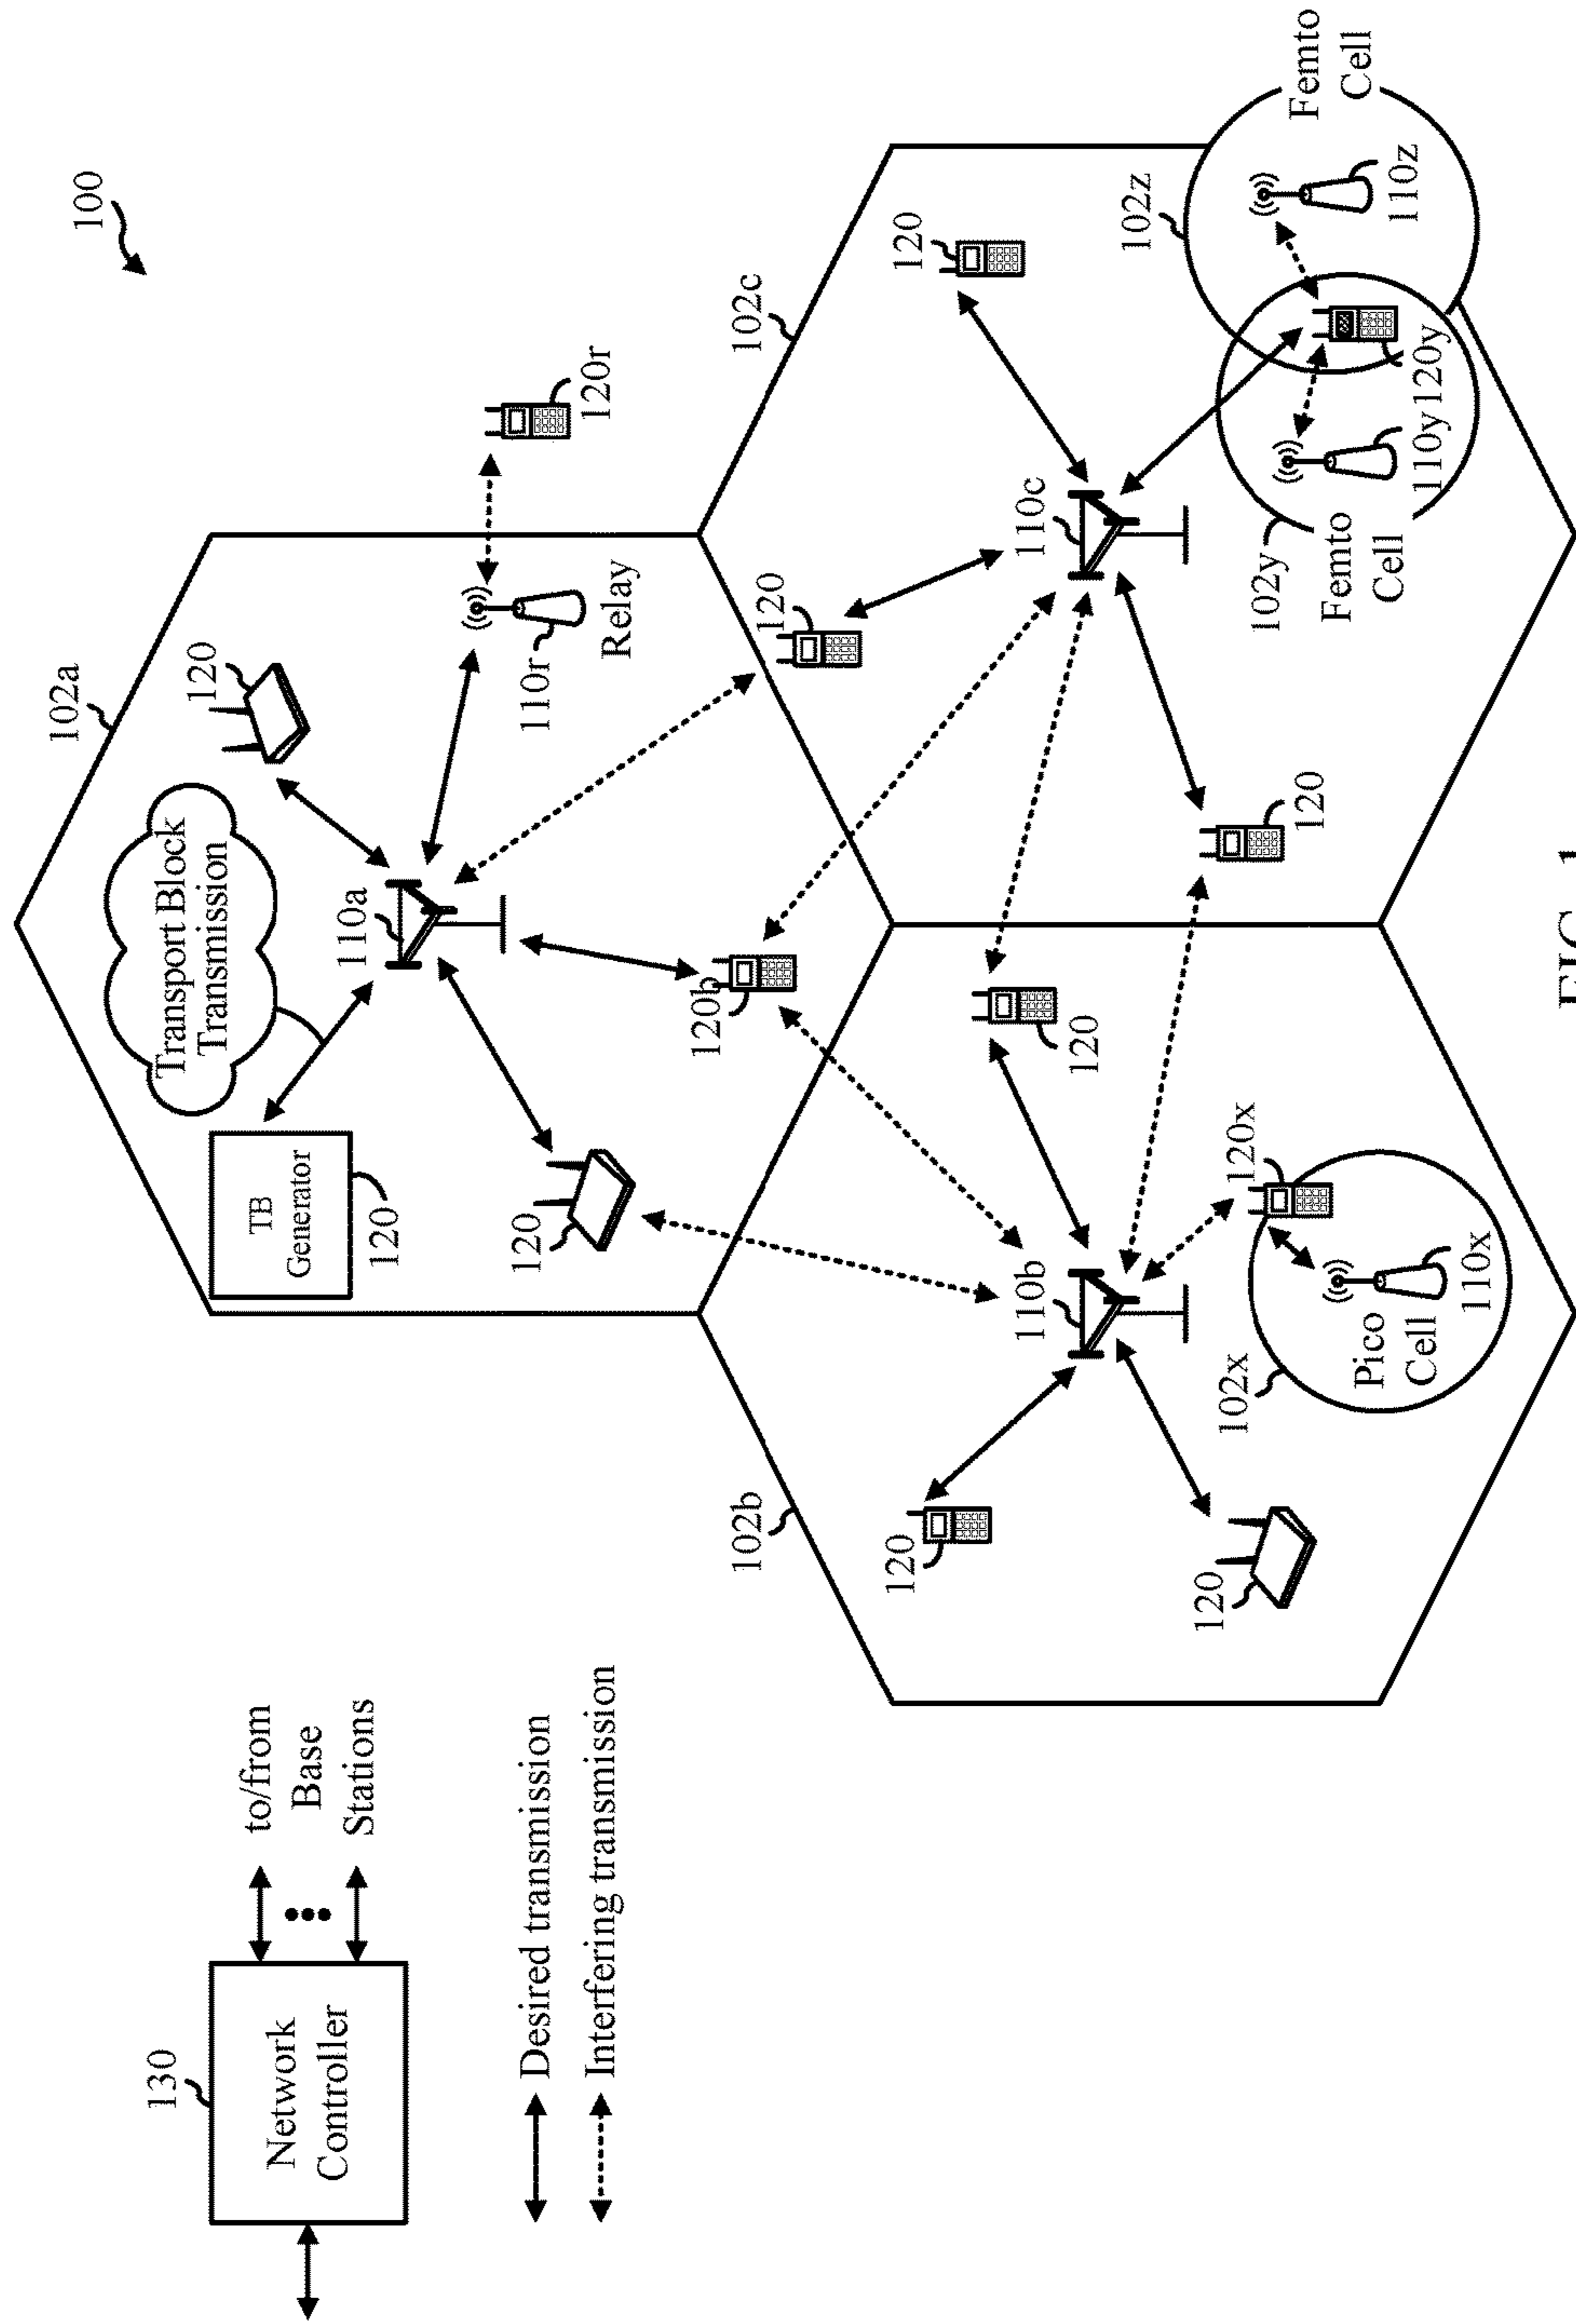 100
130
Network
Controller
to/from
Base
Stations
Desired transmission
Interfering transmission
102a
Transport Block
Transmission
TB
Generator
120
120
110a
120
110r
Relay
120r
120b
120
102b
120
120
110b
120
120x
102x
Pico
Cell
110x
102c
120
120
110c
120
102y
Femto
Cell
110y
120y
102z
Femto
Cell
110z